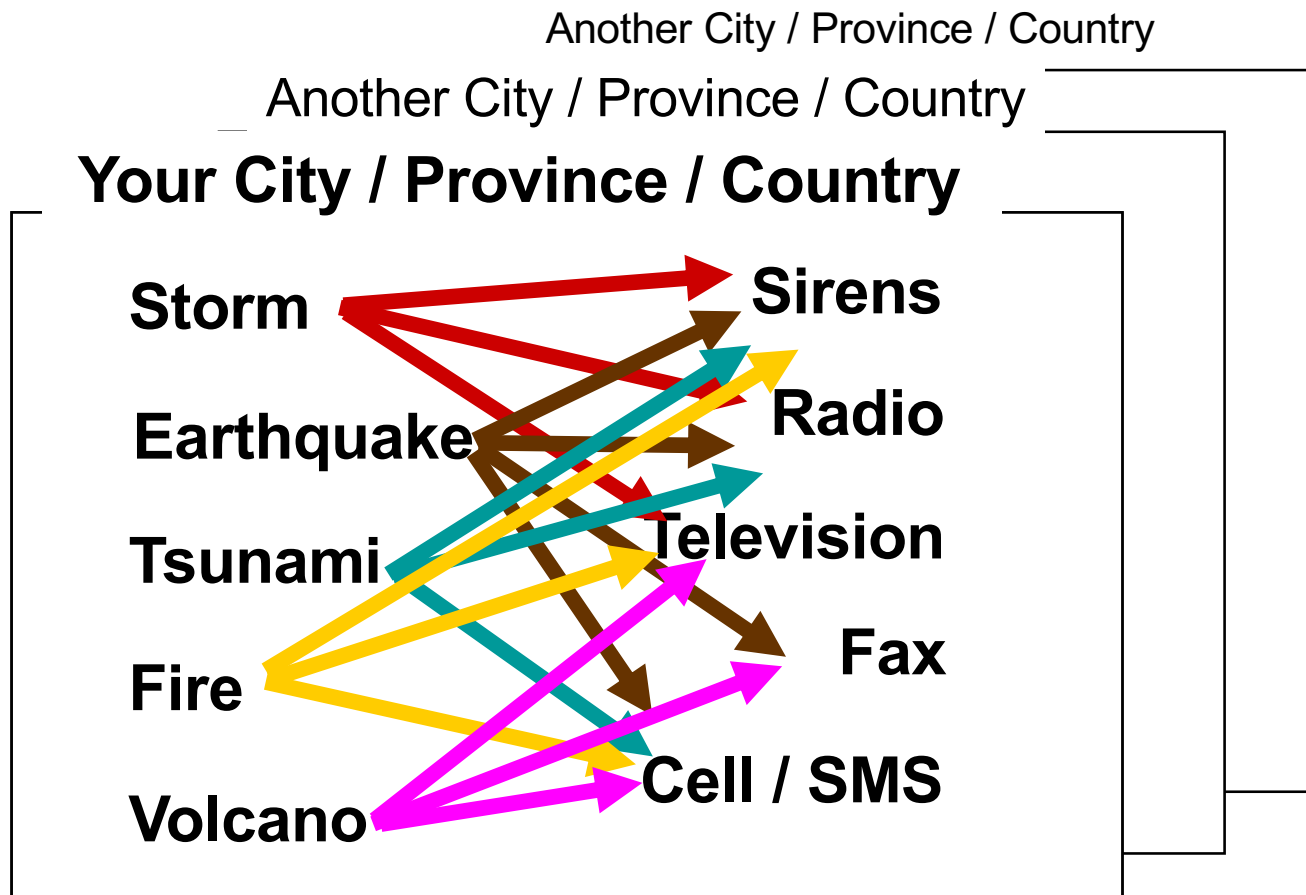 Another City / Province / Country
Another City / Province / Country
Your City / Province / Country
Storm
Sirens
Earthquake
Radio
Tsunami
Television
Fire
Fax
Volcano
Cell / SMS